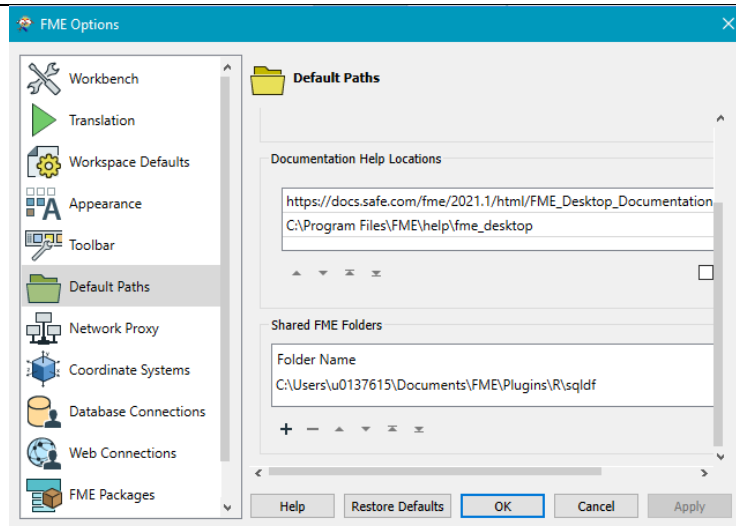 FME Options
Workbench
Translation
Workspace Defaults
Appearance
Toolbar
Default Paths
Network Proxy
Coordinate Systems
Database Connections
Web Connections
FME Packages
Default Paths
Documentation Help Locations
https://docs.safe.com/fme/2021.1/html/FME_Desktop_Documentation
C:\Program Files\FME\help\fme_desktop
Shared FME Folders
Folder Name
C:\Users\u0137615\Documents\FME\Plugins\R\sqldf
Help Restore Defaults OK Cancel Apply